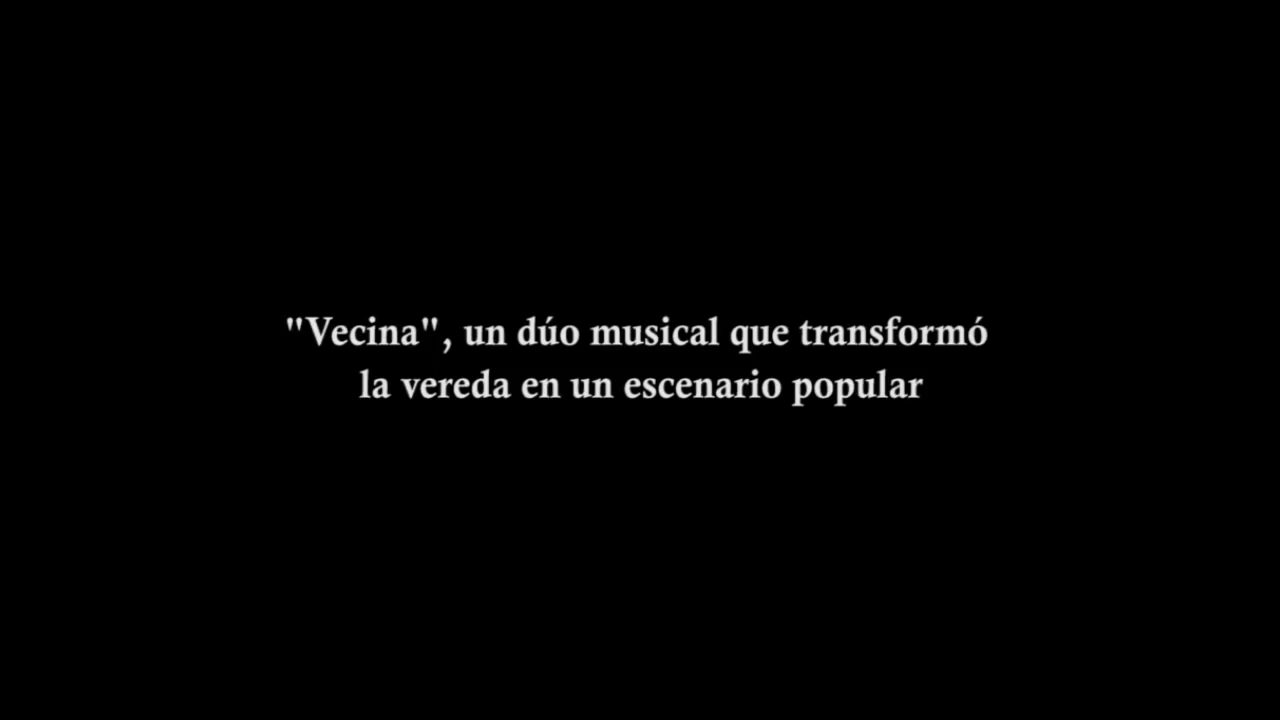 "Vecina", un dúo musical que transformó
la vereda en un escenario popular